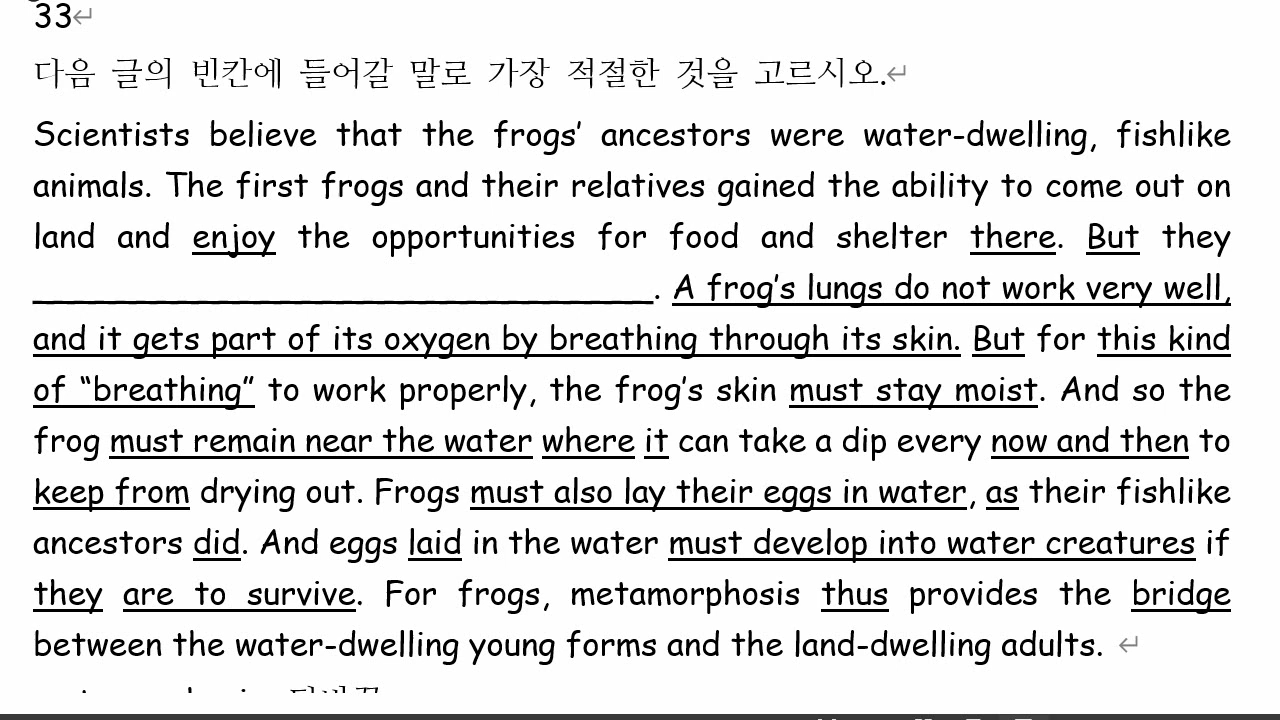 33
다음 글의 빈칸에 들어갈 말로 가장 적절한 것을 고르시오.
Scientists believe that the frogs’ ancestors were water-dwelling, fishlike
animals. The first frogs and their relatives gained the ability to come out on
land and enjoy the opportunities for food and shelter there. But they
_______________________________. A frog’s lungs do not work very well,
and it gets part of its oxygen by breathing through its skin. But for this kind
of “breathing” to work properly, the frog’s skin must stay moist. And so the
frog must remain near the water where it can take a dip every now and then to
keep from drying out. Frogs must also lay their eggs in water, as their fishlike
ancestors did. And eggs laid in the water must develop into water creatures if
they are to survive. For frogs, metamorphosis thus provides the bridge
between the water-dwelling young forms and the land-dwelling adults.